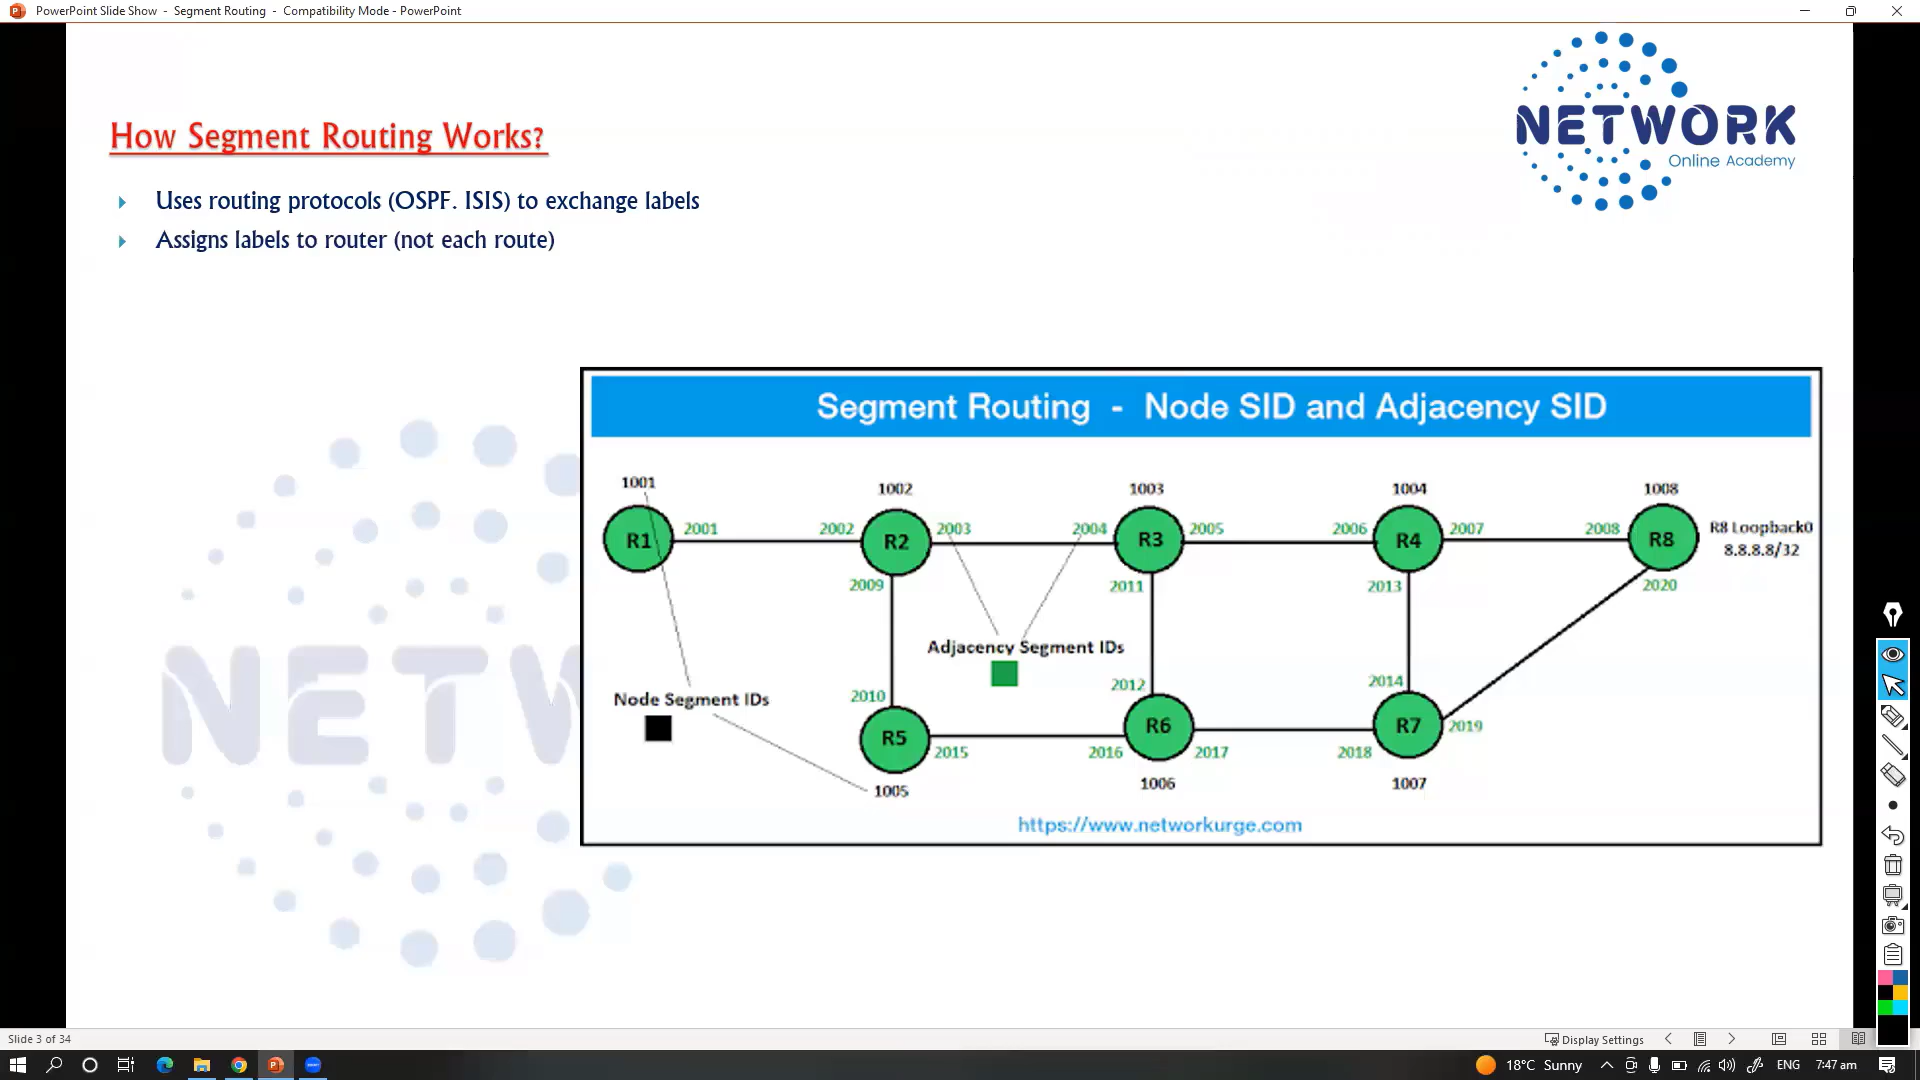 PowerPoint Slide Show - Segment Routing - Compatibility Mode - PowerPoint
NETWORK
Online Academy
How Segment Routing Works?
Uses routing protocols (OSPF. ISIS) to exchange labels
Assigns labels to router (not each route)
Segment Routing - Node SID and Adjacency SID
1001
1002
1003
1004
1008
R1
2001
2002
R2
2003
2004
R3
2005
2006
R4
2007
2008
R8
R8 Loopback0
8.8.8.8/32
2009
2011
2013
2020
Adjacency Segment IDs
Node Segment IDs
2010
2012
2014
R5
R6
R7
2019
2015
2016
2017
2018
1005
1006
1007
https://www.networkurge.com
NETW
Slide 3 of 34
Display Settings
18°C Sunny
ENG
7:47 am